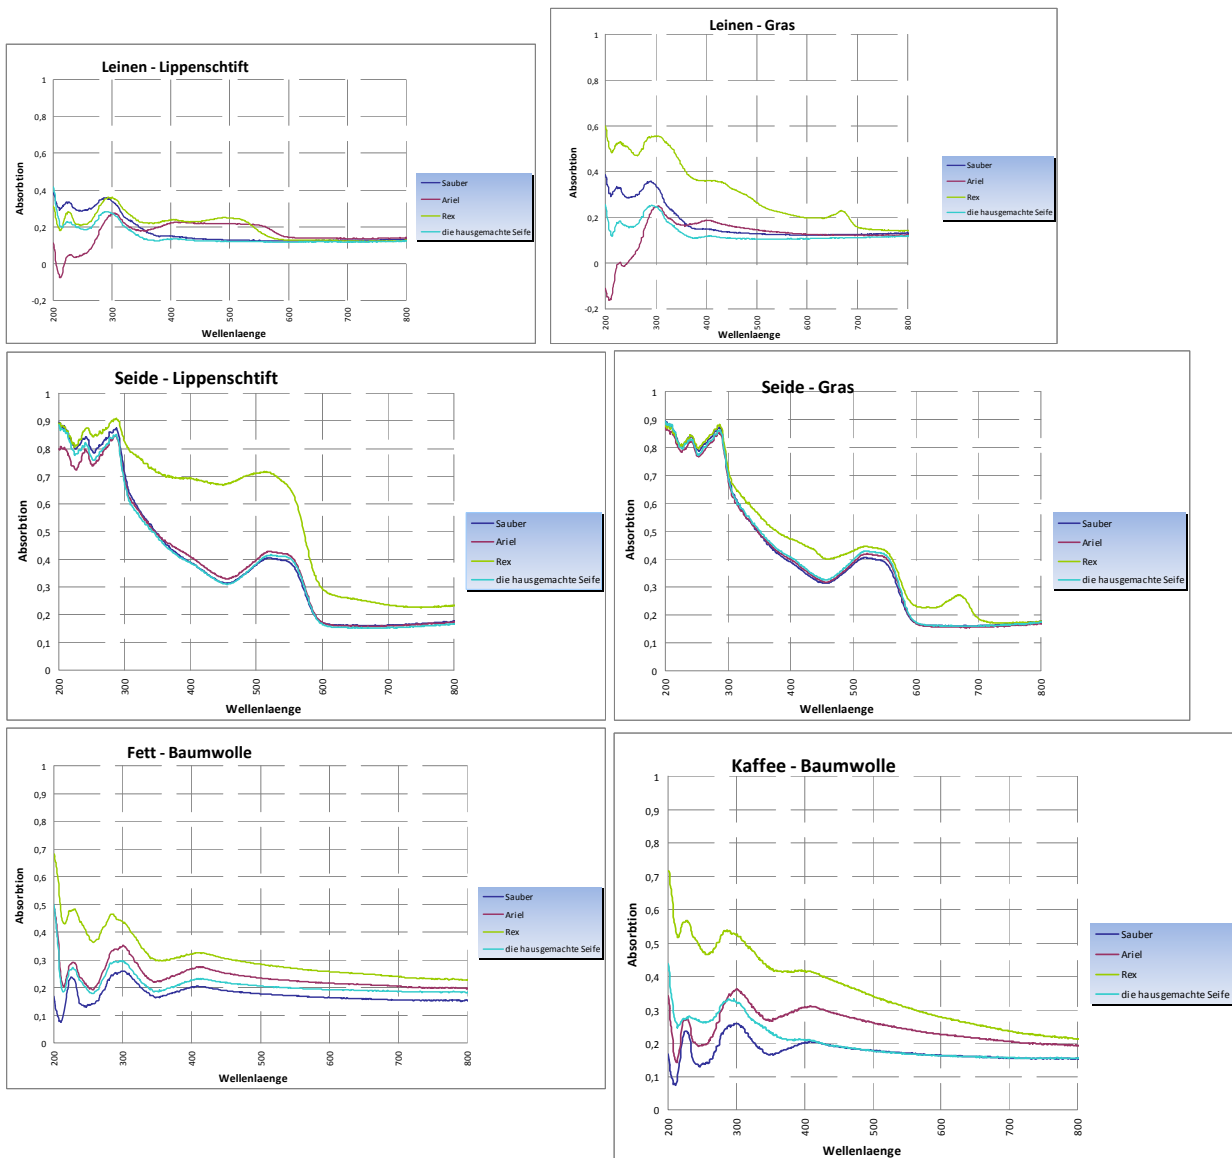 Leinen - Lippenschtift
1
0,8
0,6
0,4
0,2
0
-0,2
Absorbtion
200
300
400
500
600
700
800
Wellenlaenge
Sauber
Ariel
Rex
die hausgemachte Seife
Leinen - Gras
1
0,8
0,6
0,4
0,2
0
-0,2
Absorbtion
200
300
400
500
600
700
800
Wellenlaenge
Sauber
Ariel
Rex
die hausgemachte Seife
Seide - Lippenschtift
1
0,9
0,8
0,7
0,6
0,5
0,4
0,3
0,2
0,1
0
Absorbtion
200
300
400
500
600
700
800
Wellenlaenge
Sauber
Ariel
Rex
die hausgemachte Seife
Seide - Gras
1
0,9
0,8
0,7
0,6
0,5
0,4
0,3
0,2
0,1
0
Absorbtion
200
300
400
500
600
700
800
Wellenlaenge
Sauber
Ariel
Rex
die hausgemachte Seife
Fett - Baumwolle
1
0,9
0,8
0,7
0,6
0,5
0,4
0,3
0,2
0,1
0
Absorbtion
200
300
400
500
600
700
800
Wellenlaenge
Sauber
Ariel
Rex
die hausgemachte Seife
Kaffee - Baumwolle
1
0,9
0,8
0,7
0,6
0,5
0,4
0,3
0,2
0,1
0
Absorbtion
200
300
400
500
600
700
800
Wellenlaenge
Sauber
Ariel
Rex
die hausgemachte Seife